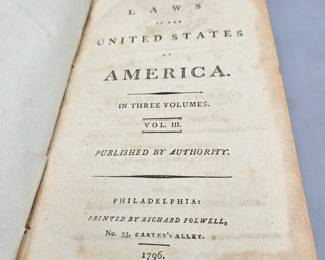 LAWS
OF THE
UNITED STATES
OF
AMERICA.
IN THREE VOLUMES.
VOL. III.
PUBLISHED BY AUTHORITY.
PHILADELPHIA:
PRINTED BY RICHARD FOLWELL,
No. 33, CARTER'S-ALLEY.
1796.